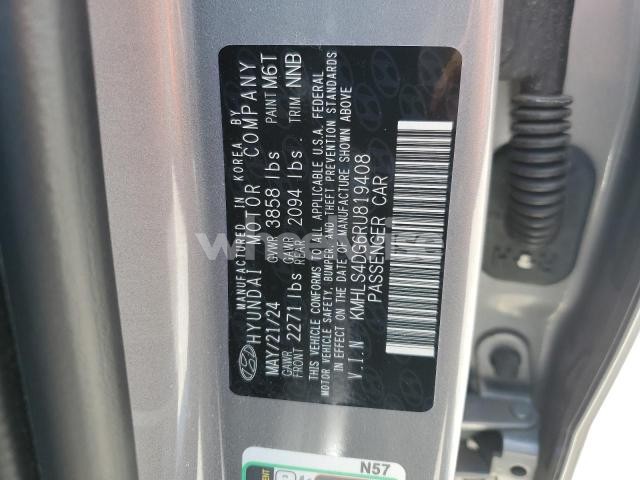 MANUFACTURED IN KOREA BY
HYUNDAI MOTOR COMPANY
MAY/21/24 GVWR 3858 lbs PAINT M6T
GAWR FRONT 2271 lbs GAWR REAR 2094 lbs TRIM NNB
THIS VEHICLE CONFORMS TO ALL APPLICABLE U.S.A. FEDERAL
MOTOR VEHICLE SAFETY, BUMPER, AND THEFT PREVENTION STANDARDS
IN EFFECT ON THE DATE OF MANUFACTURE SHOWN ABOVE
V.I.N KMHLS4DG6RU819408
PASSENGER CAR
N57